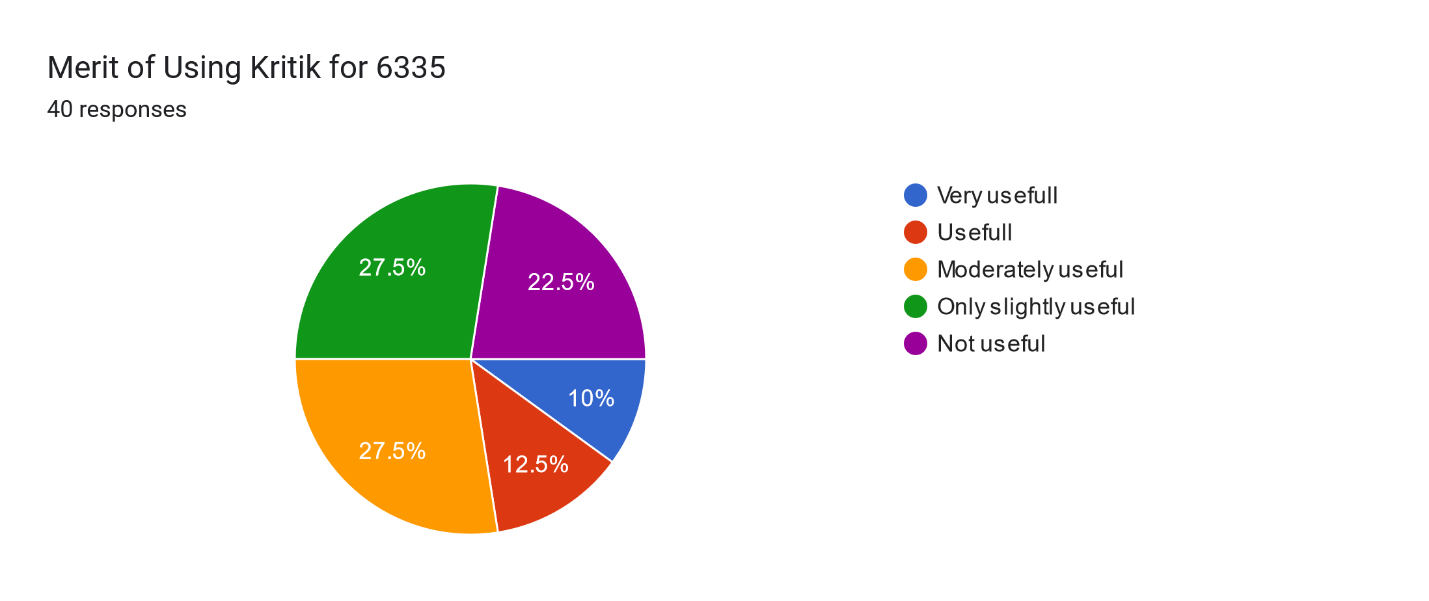 Merit of Using Kritik for 6335
40 responses
27.5%
22.5%
10%
12.5%
27.5%
Very usefull
Usefull
Moderately useful
Only slightly useful
Not useful